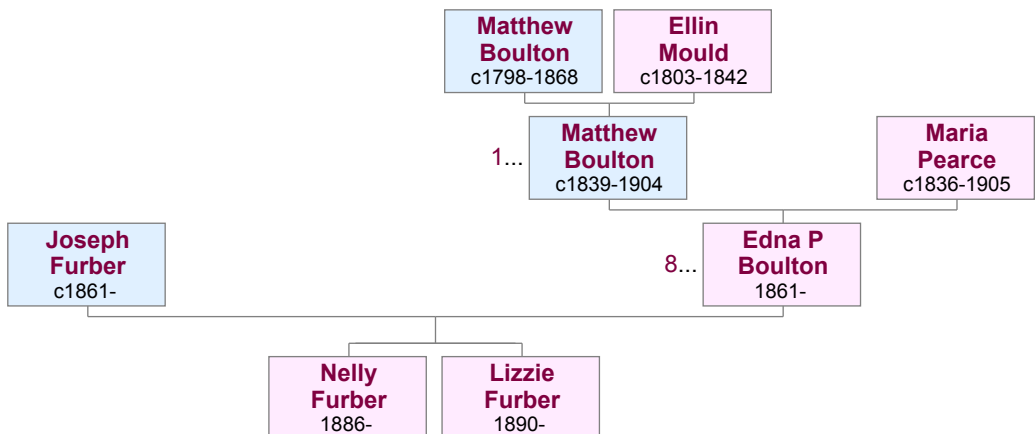 Matthew
Boulton
c1798-1868
Ellin
Mould
c1803-1842
1...
Matthew
Boulton
c1839-1904
Maria
Pearce
c1836-1905
Joseph
Furber
c1861-
8...
Edna P
Boulton
1861-
Nelly
Furber
1886-
Lizzie
Furber
1890-